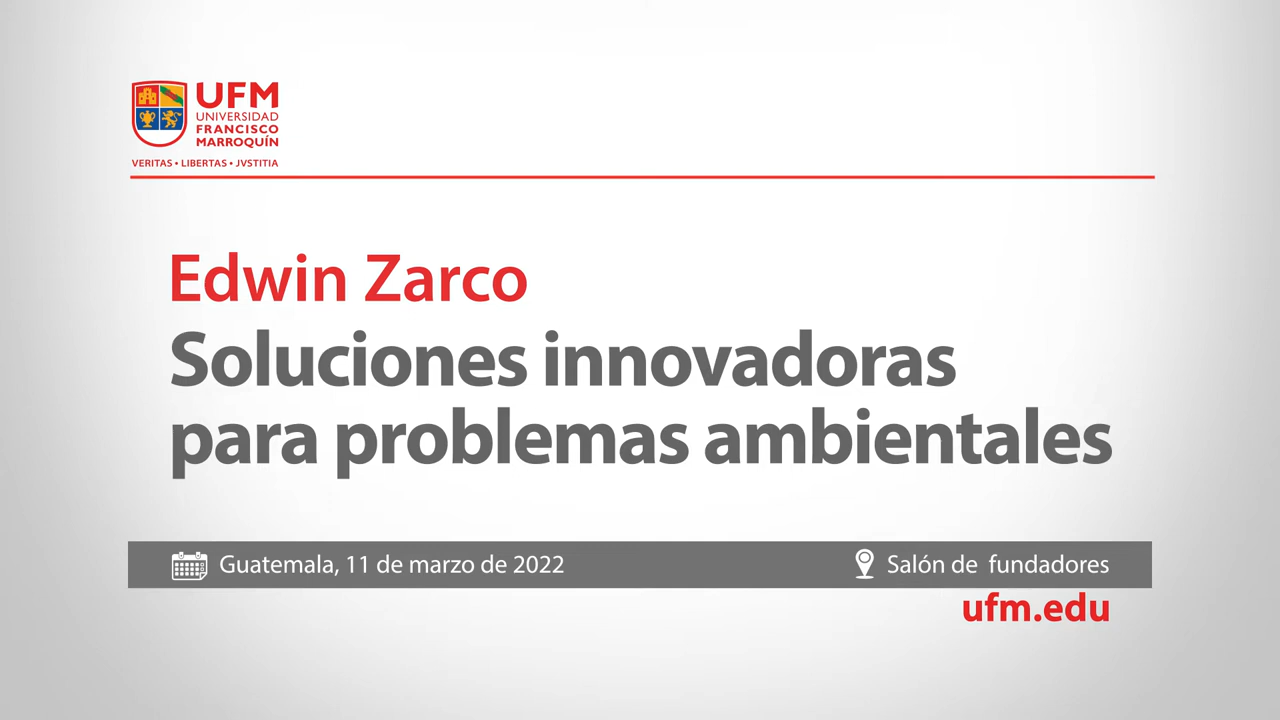 UFM
UNIVERSIDAD
FRANCISCO
MARROQUÍN
VERITAS • LIBERTAS • JVSTITIA
Edwin Zarco
Soluciones innovadoras
para problemas ambientales
Guatemala, 11 de marzo de 2022
Salón de fundadores
ufm.edu